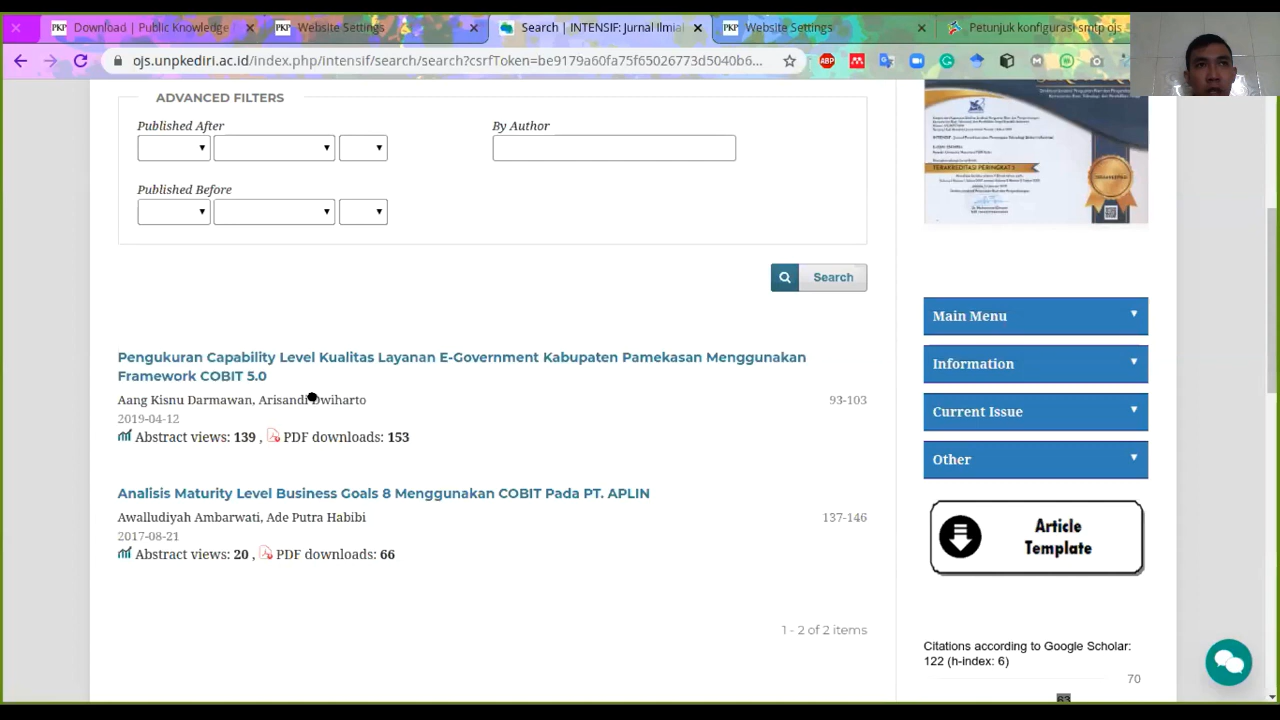 Download | Public Knowledge
Website Settings
Search | INTENSIF: Jurnal Ilmiah
Website Settings
Petunjuk konfigurasi smtp ojs
ojs.unpkediri.ac.id/index.php/intensif/search/search?csrfToken=be9179a60fa75f65026773d5040b6...
ADVANCED FILTERS
Published After
By Author
Published Before
Search
Pengukuran Capability Level Kualitas Layanan E-Government Kabupaten Pamekasan Menggunakan
Framework COBIT 5.0
Aang Kisnu Darmawan, Arisandi Dwiharto
93-103
2019-04-12
Abstract views: 139 , PDF downloads: 153
Analisis Maturity Level Business Goals 8 Menggunakan COBIT Pada PT. APLIN
Awalludiyah Ambarwati, Ade Putra Habibi
137-146
2017-08-21
Abstract views: 20 , PDF downloads: 66
1 - 2 of 2 items
TERAKREDITASI PERINGKAT 3
Main Menu
Information
Current Issue
Other
Article
Template
Citations according to Google Scholar:
122 (h-index: 6)
70
63